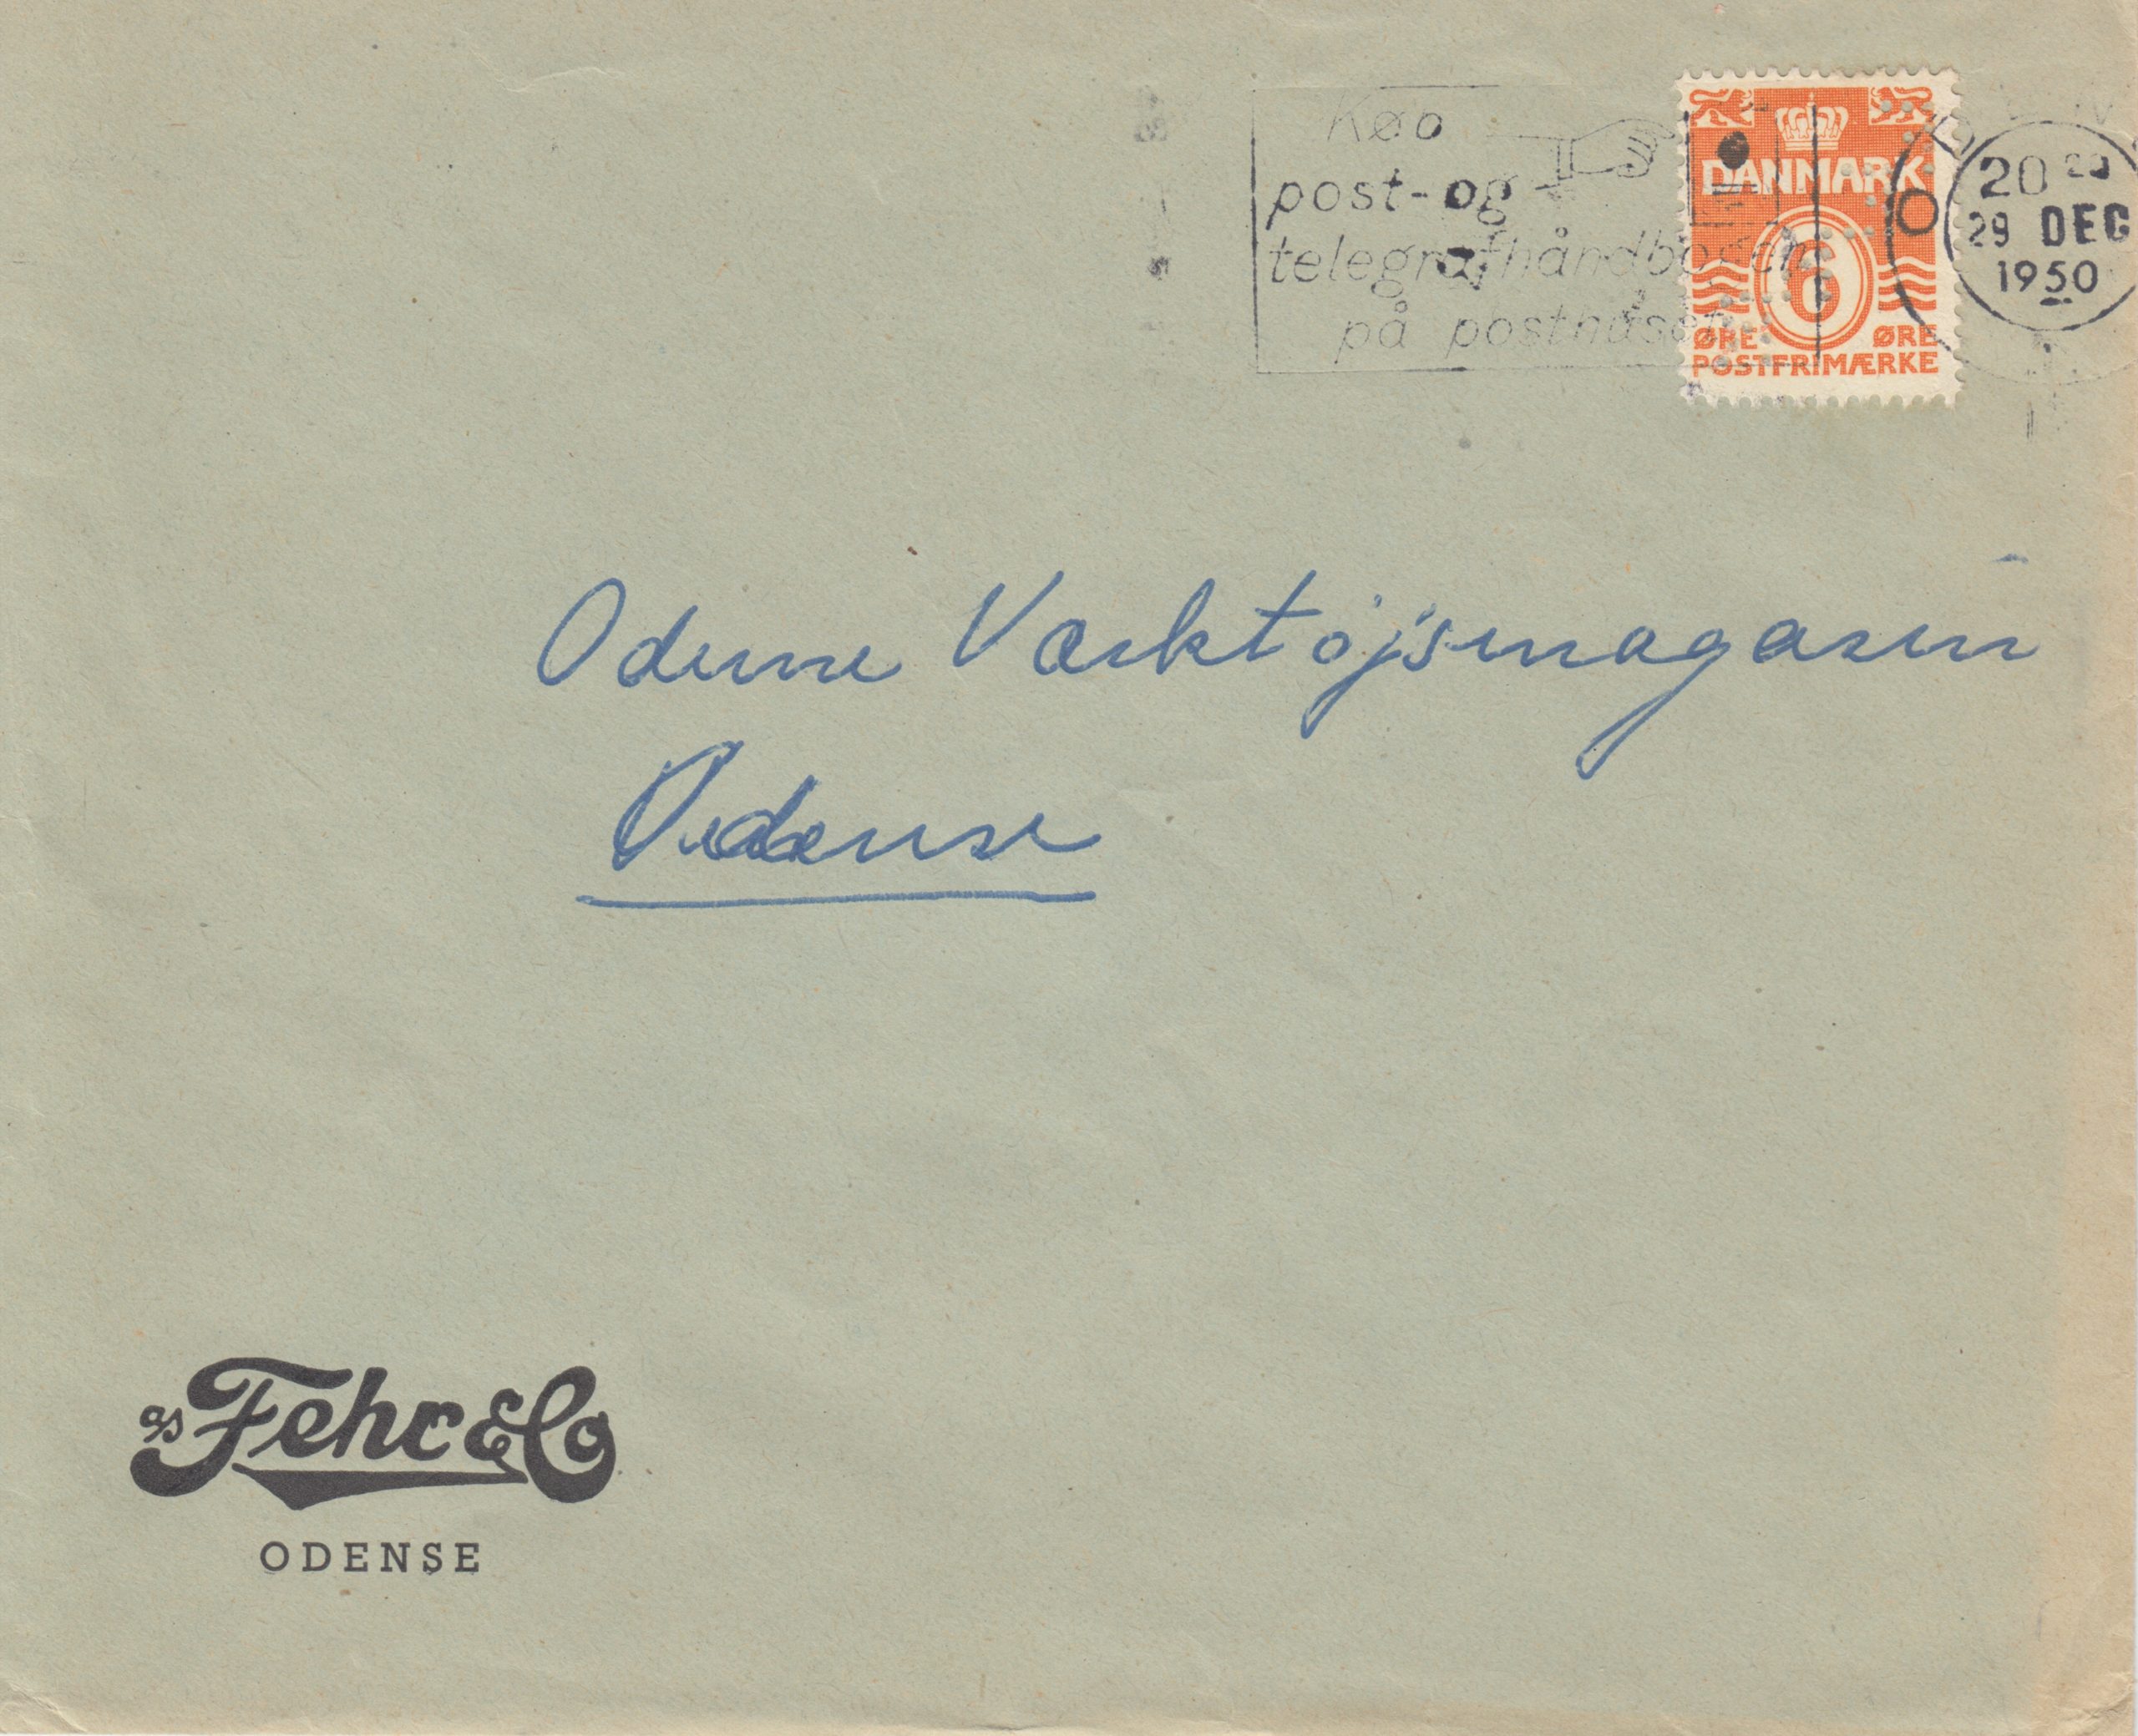 Køb
post- og
telegrafhåndbogen
på posthuset
DANMARK
6
ØRE ØRE
POSTFRIMÆRKE
OD
20
29 DEC
1950
Odense Værktøjsmagasin
Odense
A/S Fehr & Co
ODENSE